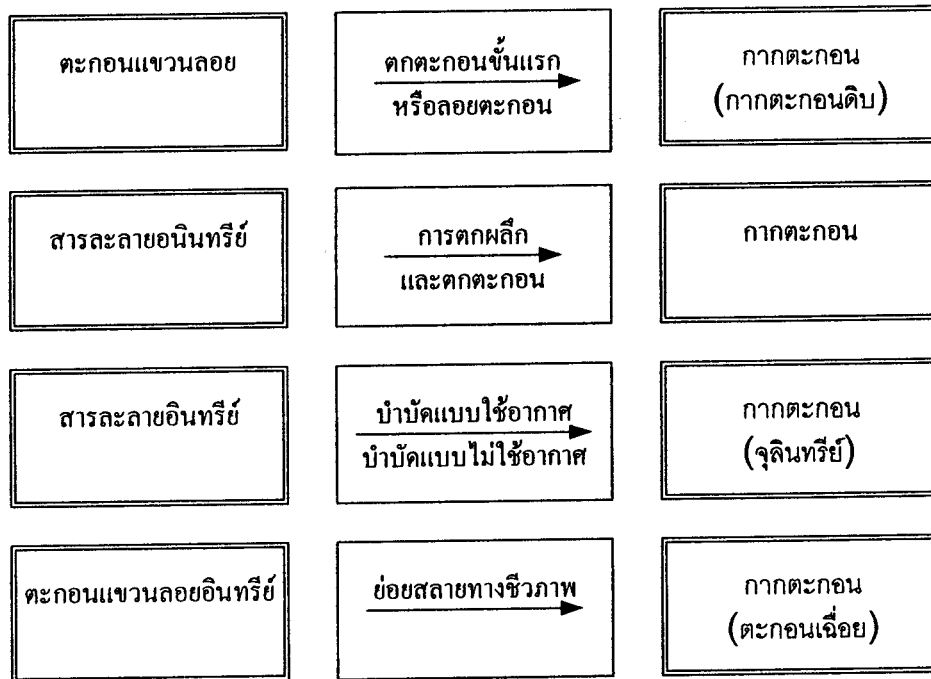 ตะกอนแขวนลอย
ตกตะกอนขั้นแรก
หรือลอยตะกอน
กากตะกอน
(กากตะกอนดิบ)
สารละลายอนินทรีย์
การตกผลึก
และตกตะกอน
กากตะกอน
สารละลายอินทรีย์
บำบัดแบบใช้อากาศ
บำบัดแบบไม่ใช้อากาศ
กากตะกอน
(จุลินทรีย์)
ตะกอนแขวนลอยอินทรีย์
ย่อยสลายทางชีวภาพ
กากตะกอน
(ตะกอนเฉื่อย)